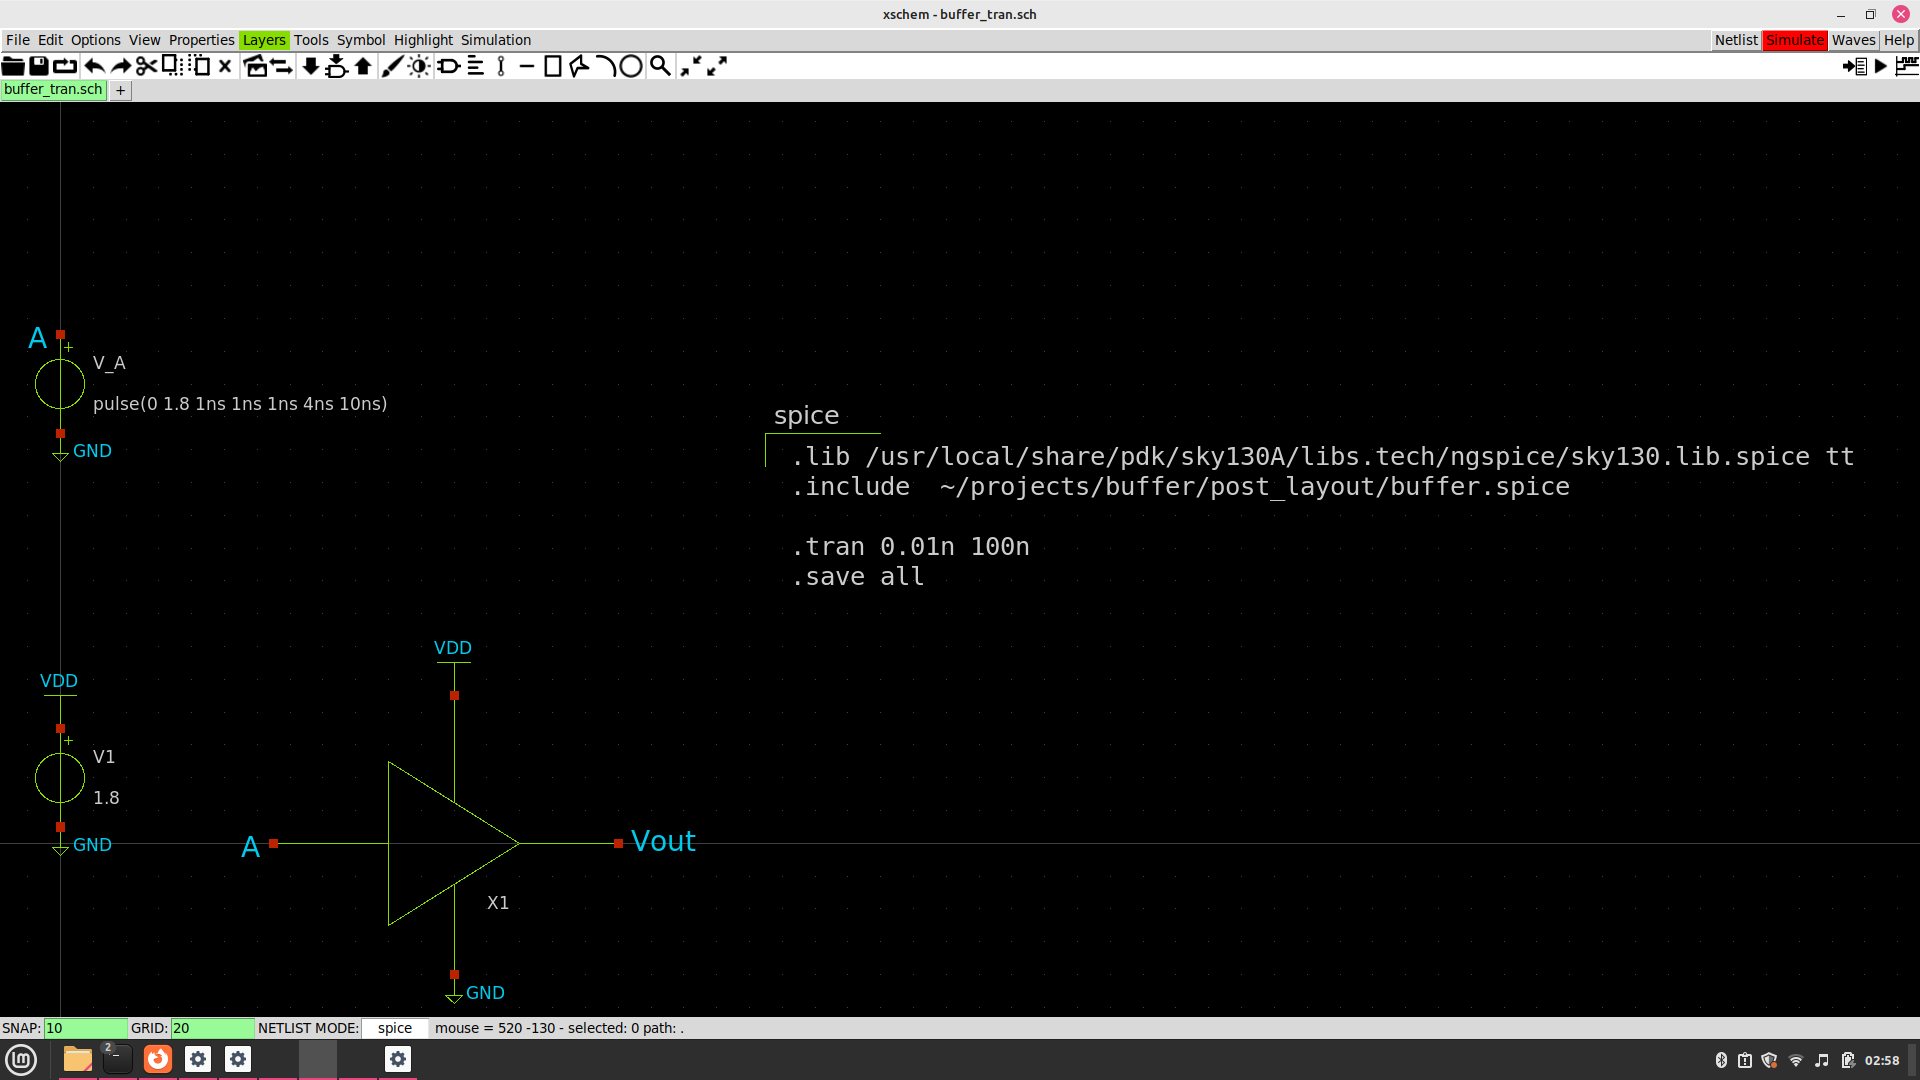 xschem - buffer_tran.sch
File Edit Options View Properties Layers Tools Symbol Highlight Simulation Netlist Simulate Waves Help
buffer_tran.sch +
A
+
V_A
pulse(0 1.8 1ns 1ns 1ns 4ns 10ns)
GND
spice
.lib /usr/local/share/pdk/sky130A/libs.tech/ngspice/sky130.lib.spice tt
.include  ~/projects/buffer/post_layout/buffer.spice
.tran 0.01n 100n
.save all
VDD
VDD
+
V1
1.8
GND
A
Vout
X1
GND
SNAP: 10 GRID: 20 NETLIST MODE: spice mouse = 520 -130 - selected: 0 path: .
2
02:58